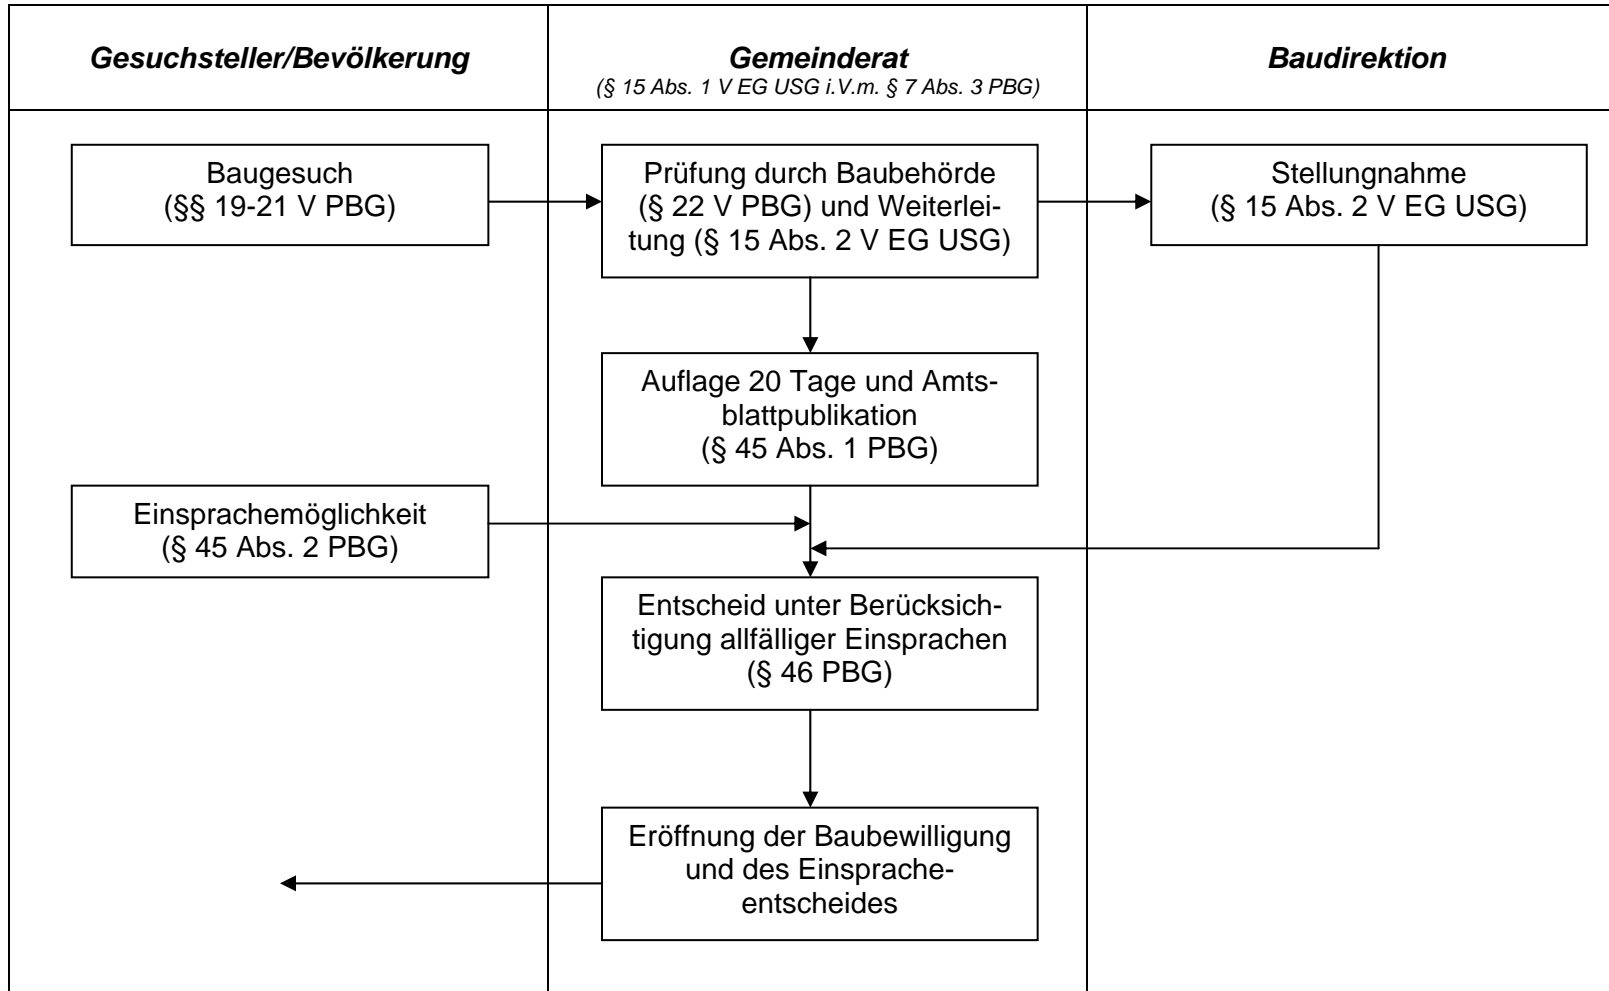 Gesuchsteller/Bevölkerung
Gemeinderat
(§ 15 Abs. 1 V EG USG i.V.m. § 7 Abs. 3 PBG)
Baudirektion
Baugesuch
(§§ 19-21 V PBG)
Prüfung durch Baubehörde
(§ 22 V PBG) und Weiterlei-
tung (§ 15 Abs. 2 V EG USG)
Stellungnahme
(§ 15 Abs. 2 V EG USG)
Auflage 20 Tage und Amts-
blattpublikation
(§ 45 Abs. 1 PBG)
Einsprachemöglichkeit
(§ 45 Abs. 2 PBG)
Entscheid unter Berücksich-
tigung allfälliger Einsprachen
(§ 46 PBG)
Eröffnung der Baubewilligung
und des Einsprache-
entscheides